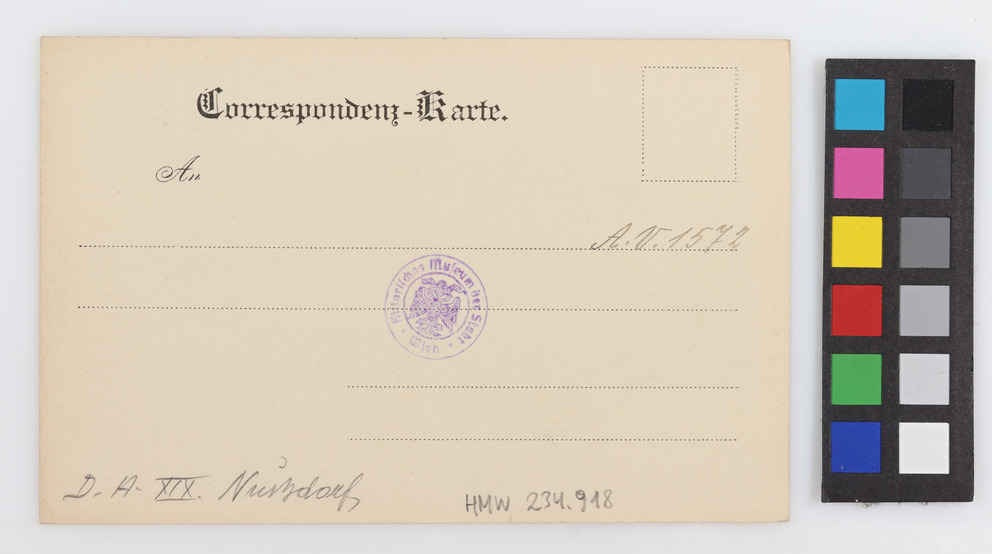 Correspondenz-Karte.
An
A.V. 1572
Historisches Museum der Stadt
* Wien *
D. A. XIX. Nußdorf
HMW 234.918